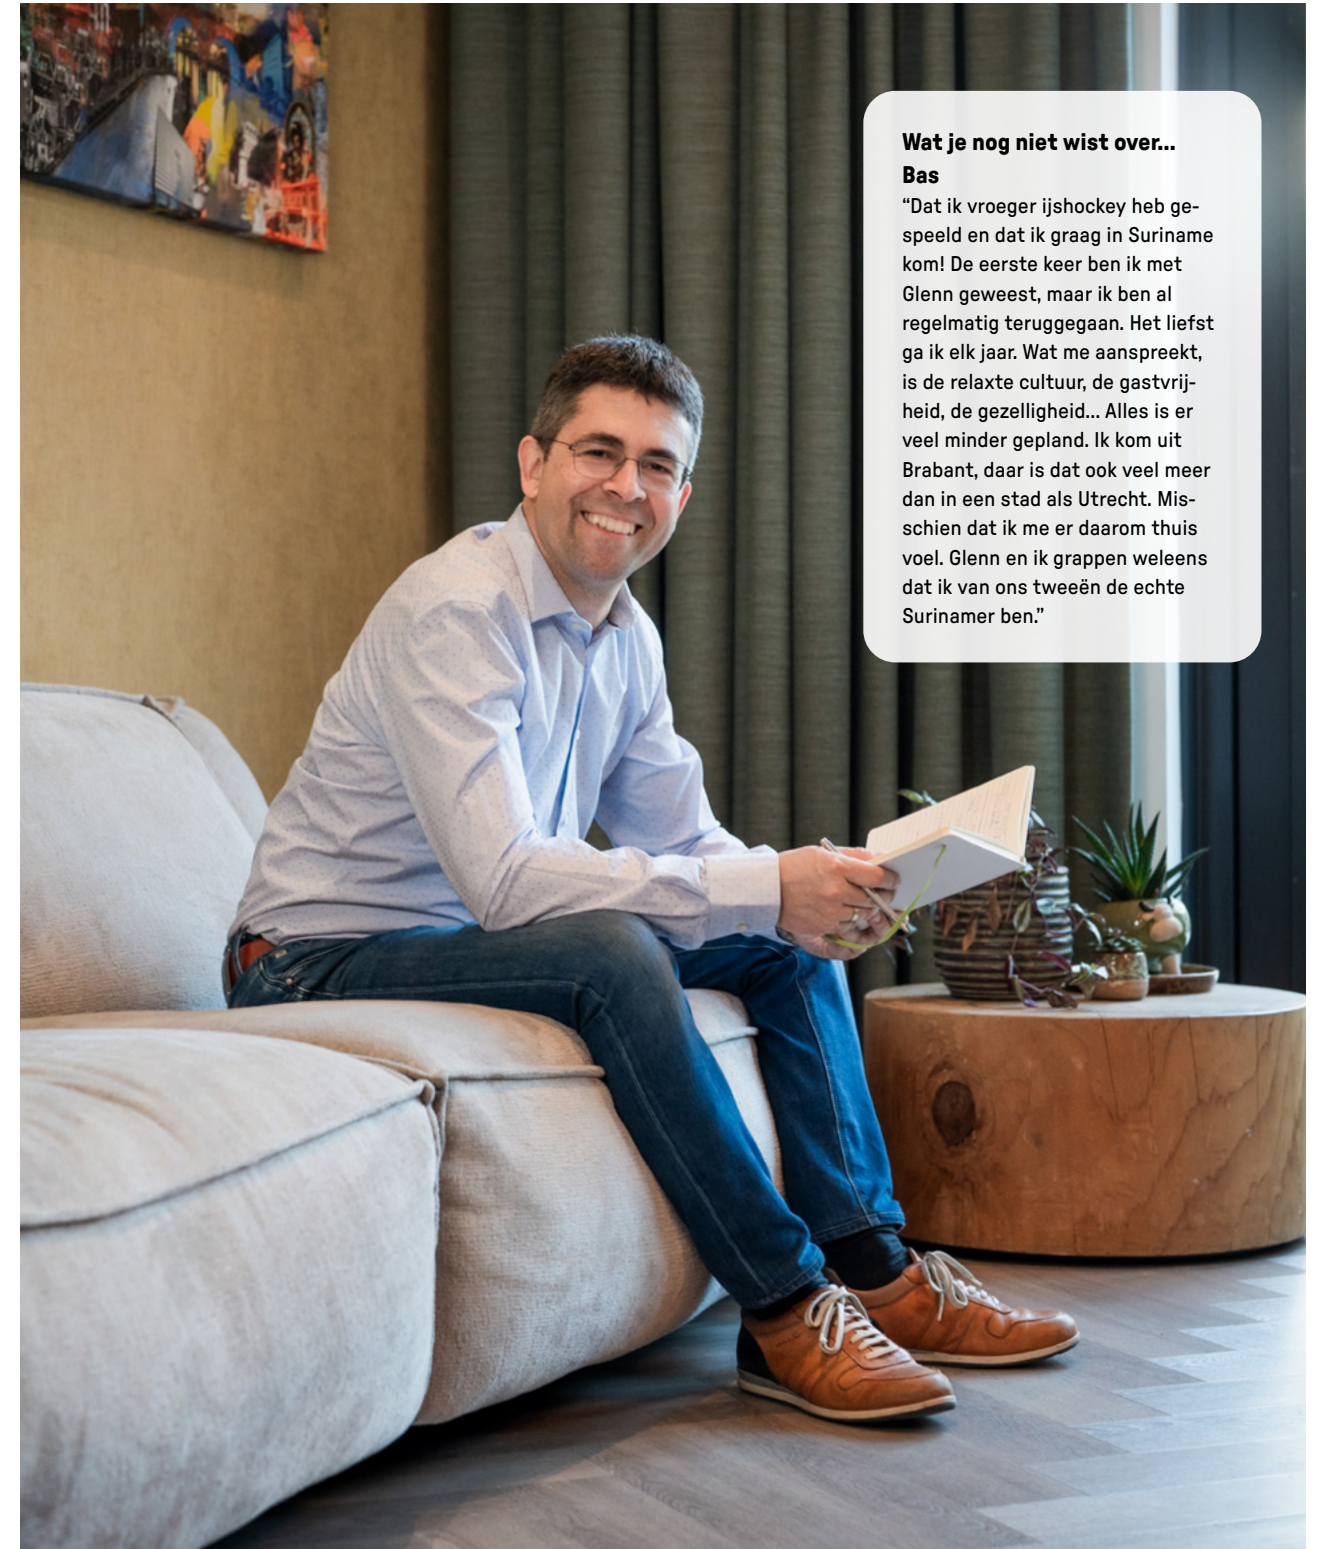 Wat je nog niet wist over...
Bas
“Dat ik vroeger ijshockey heb ge-
speeld en dat ik graag in Suriname
kom! De eerste keer ben ik met
Glenn geweest, maar ik ben al
regelmatig teruggegaan. Het liefst
ga ik elk jaar. Wat me aanspreekt,
is de relaxte cultuur, de gastvrij-
heid, de gezelligheid... Alles is er
veel minder gepland. Ik kom uit
Brabant, daar is dat ook veel meer
dan in een stad als Utrecht. Mis-
schien dat ik me er daarom thuis
voel. Glenn en ik grappen weleens
dat ik van ons tweeën de echte
Surinamer ben.”